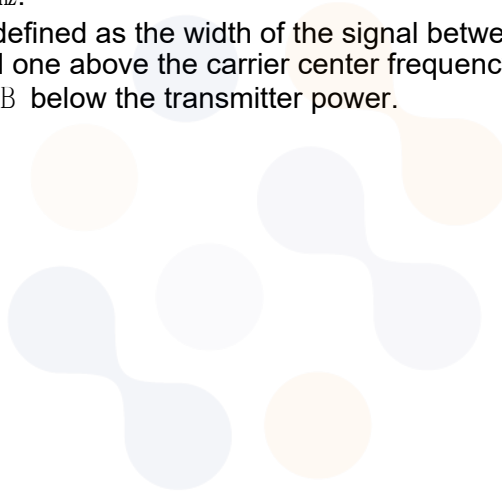 defined as the width of the signal betwe
one above the carrier center frequenc
B below the transmitter power.